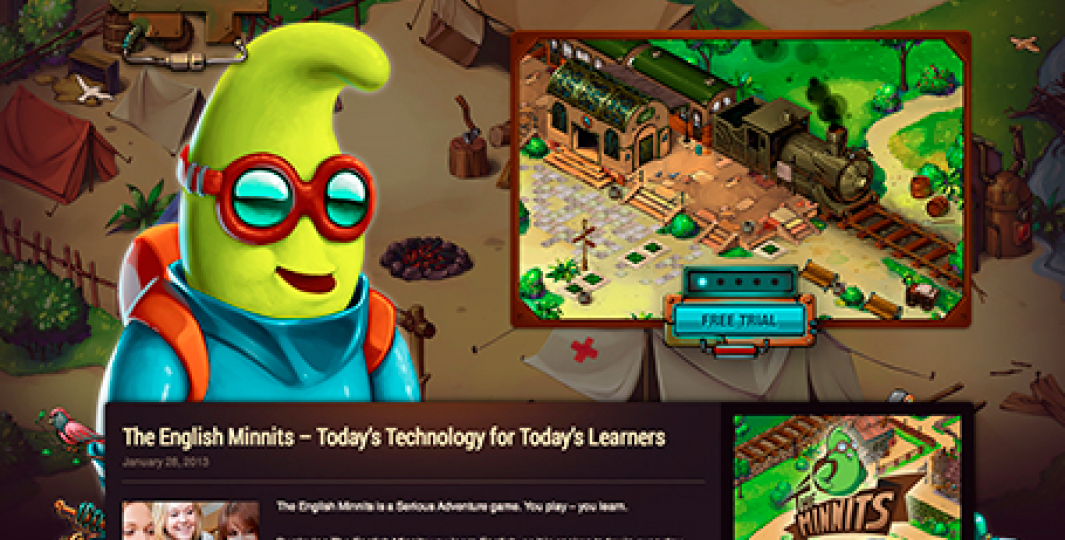 FREE TRIAL
The English Minnits – Today's Technology for Today's Learners
January 28, 2013
The English Minnits is a Serious Adventure game. You play – you learn.
THE
MINNITS